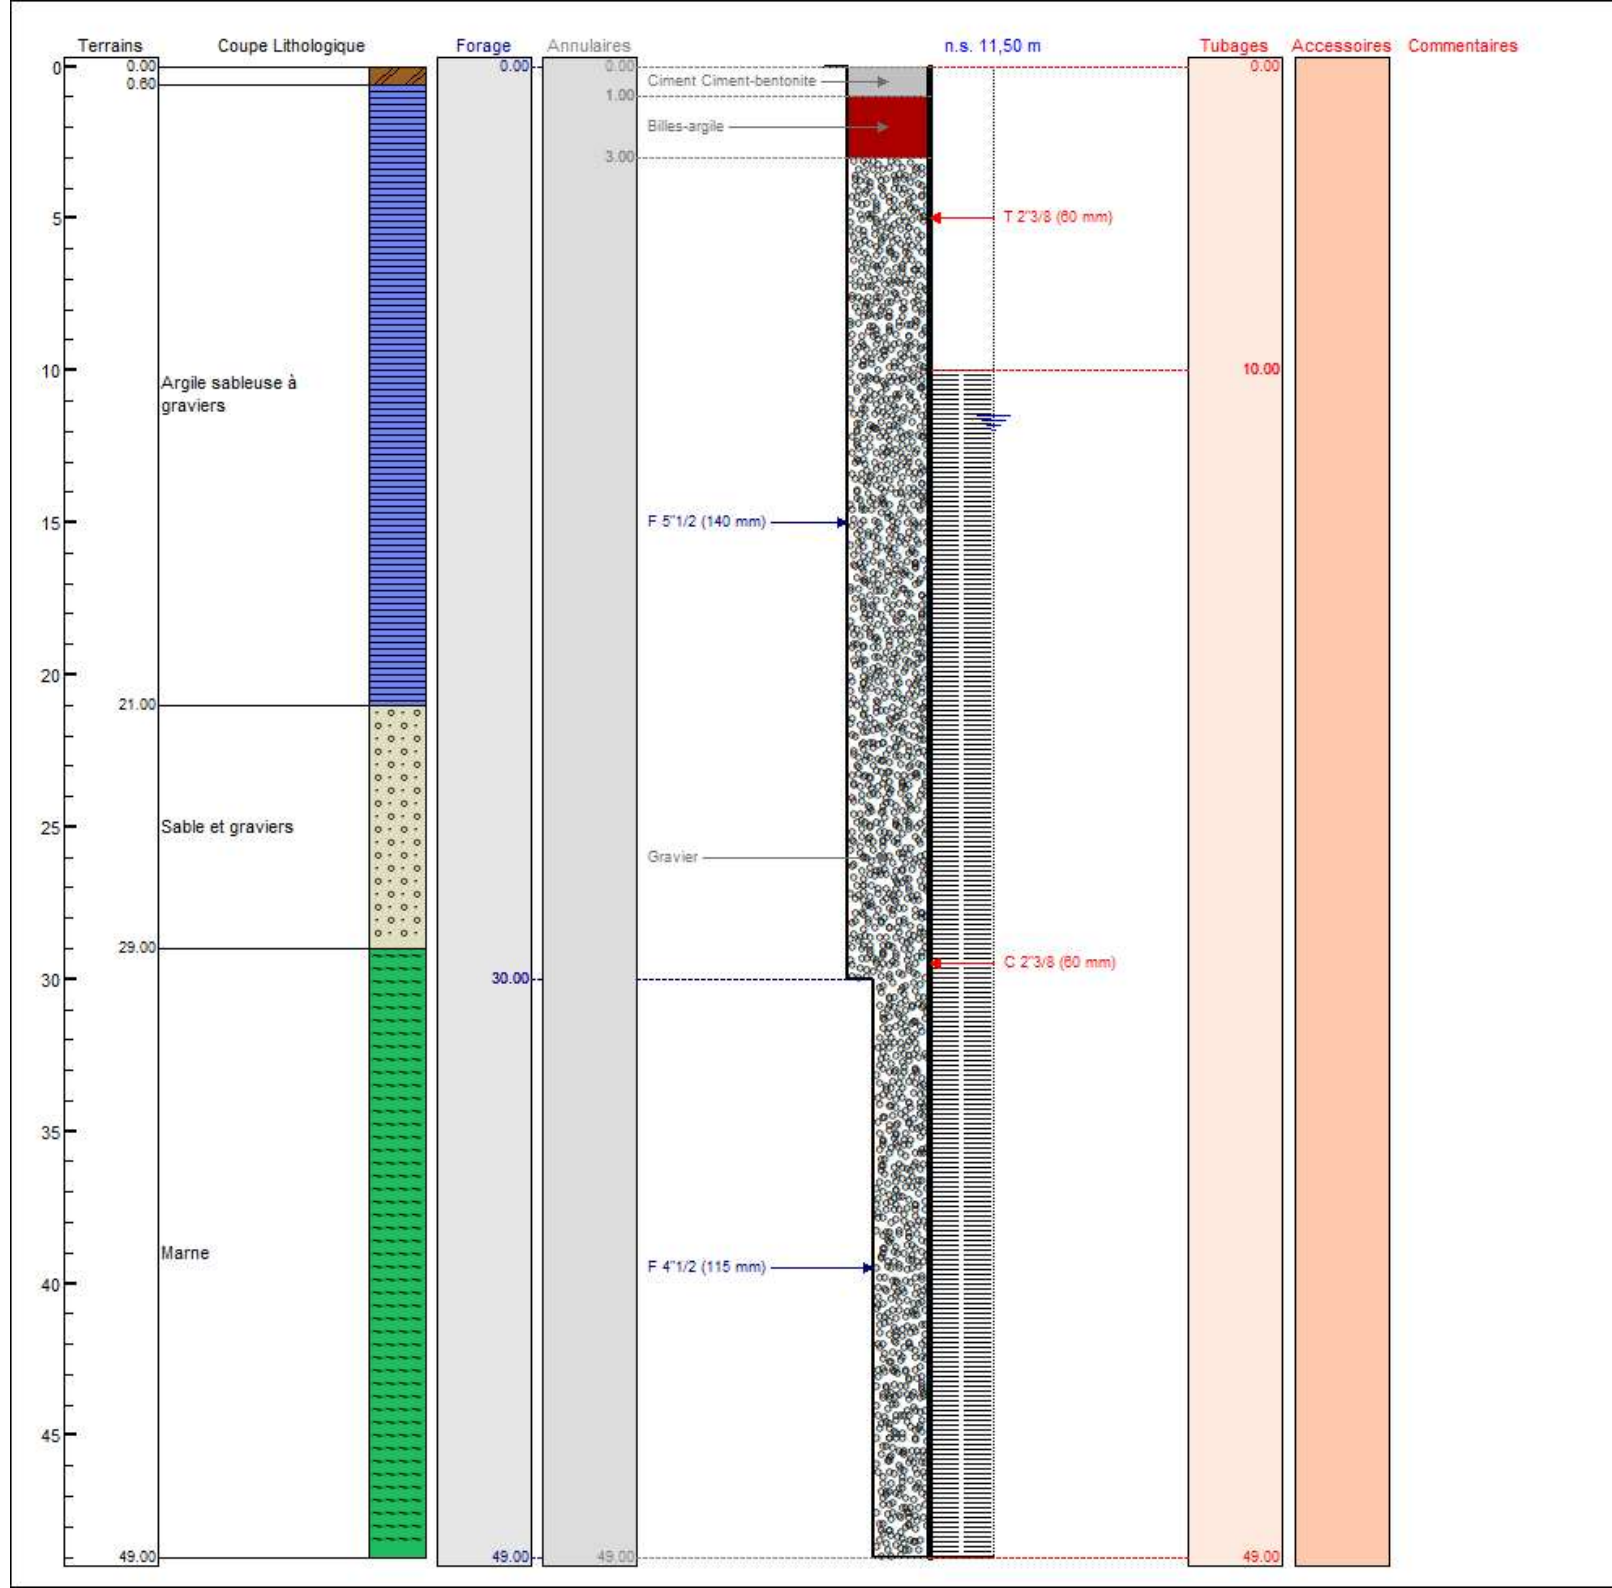 Terrains Coupe Lithologique Forage Annulaires n.s. 11,50 m Tubages Accessoires Commentaires
0 0.00 0.00 0.00 0.00
0.60 Ciment Ciment-bentonite
1.00
Billes-argile
3.00
5 T 2"3/8 (60 mm)
10 10.00
Argile sableuse à
graviers
15 F 5"1/2 (140 mm)
20
21.00
25 Sable et graviers
Gravier
29.00
C 2"3/8 (60 mm)
30 30.00
35
Marne
F 4"1/2 (115 mm)
40
45
49.00 49.00 49.00 49.00